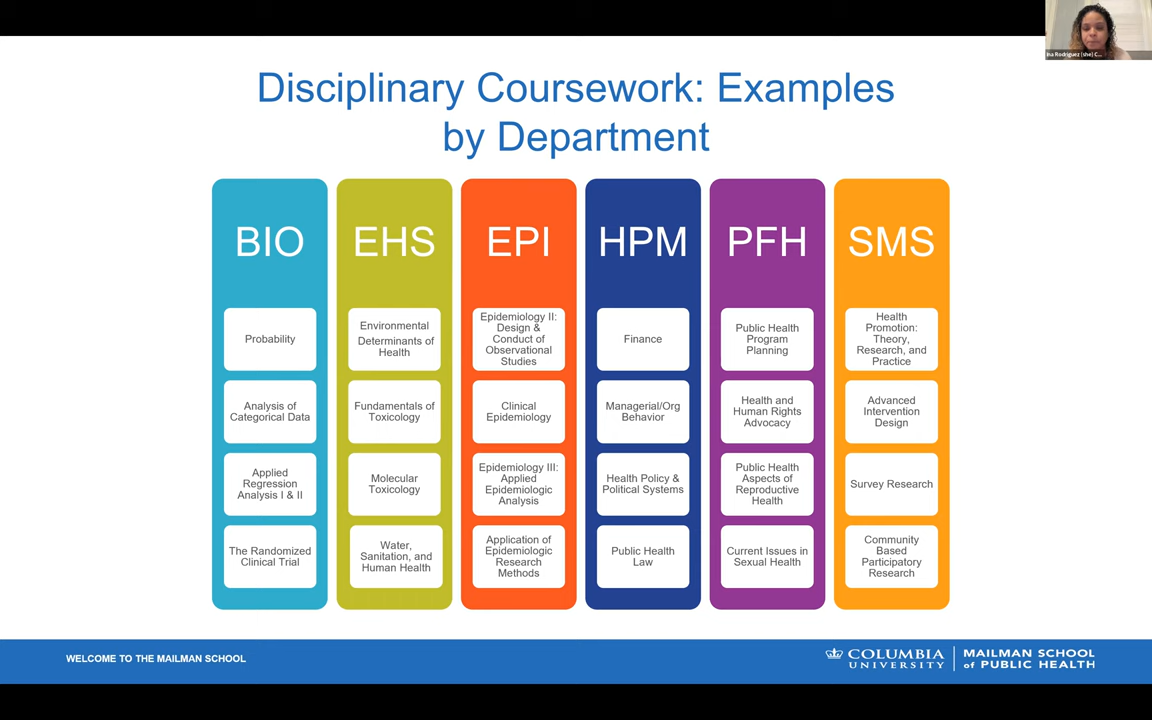 ina Rodriguez (she) C...
Disciplinary Coursework: Examples
by Department
BIO
Probability
Analysis of
Categorical Data
Applied
Regression
Analysis I & II
The Randomized
Clinical Trial
EHS
Environmental
Determinants of
Health
Fundamentals of
Toxicology
Molecular
Toxicology
Water,
Sanitation, and
Human Health
EPI
Epidemiology II:
Design &
Conduct of
Observational
Studies
Clinical
Epidemiology
Epidemiology III:
Applied
Epidemiologic
Analysis
Application of
Epidemiologic
Research
Methods
HPM
Finance
Managerial/Org
Behavior
Health Policy &
Political Systems
Public Health
Law
PFH
Public Health
Program
Planning
Health and
Human Rights
Advocacy
Public Health
Aspects of
Reproductive
Health
Current Issues in
Sexual Health
SMS
Health
Promotion:
Theory,
Research, and
Practice
Advanced
Intervention
Design
Survey Research
Community
Based
Participatory
Research
WELCOME TO THE MAILMAN SCHOOL
COLUMBIA
UNIVERSITY
MAILMAN SCHOOL
of PUBLIC HEALTH